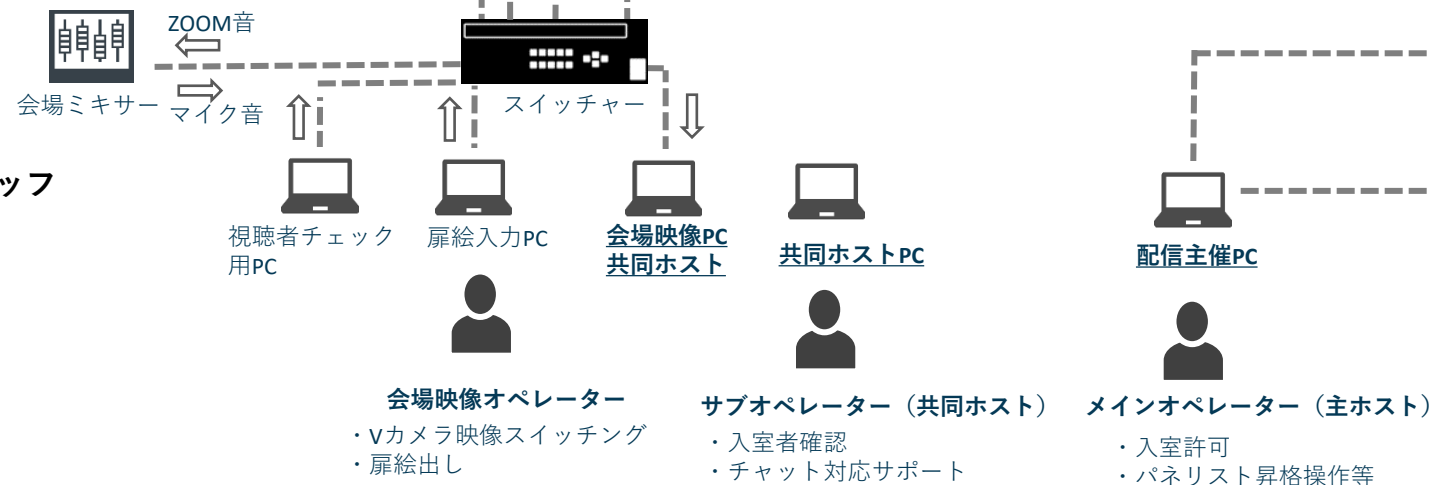 ZOOM音
会場ミキサー
マイク音
スイッチャー
ッフ
視聴者チェック
用PC
扉絵入力PC
会場映像PC
共同ホスト
共同ホストPC
配信主催PC
会場映像オペレーター
・Vカメラ映像スイッチング
・扉絵出し
サブオペレーター（共同ホスト）
・入室者確認
・チャット対応サポート
メインオペレーター（主ホスト）
・入室許可
・パネリスト昇格操作等